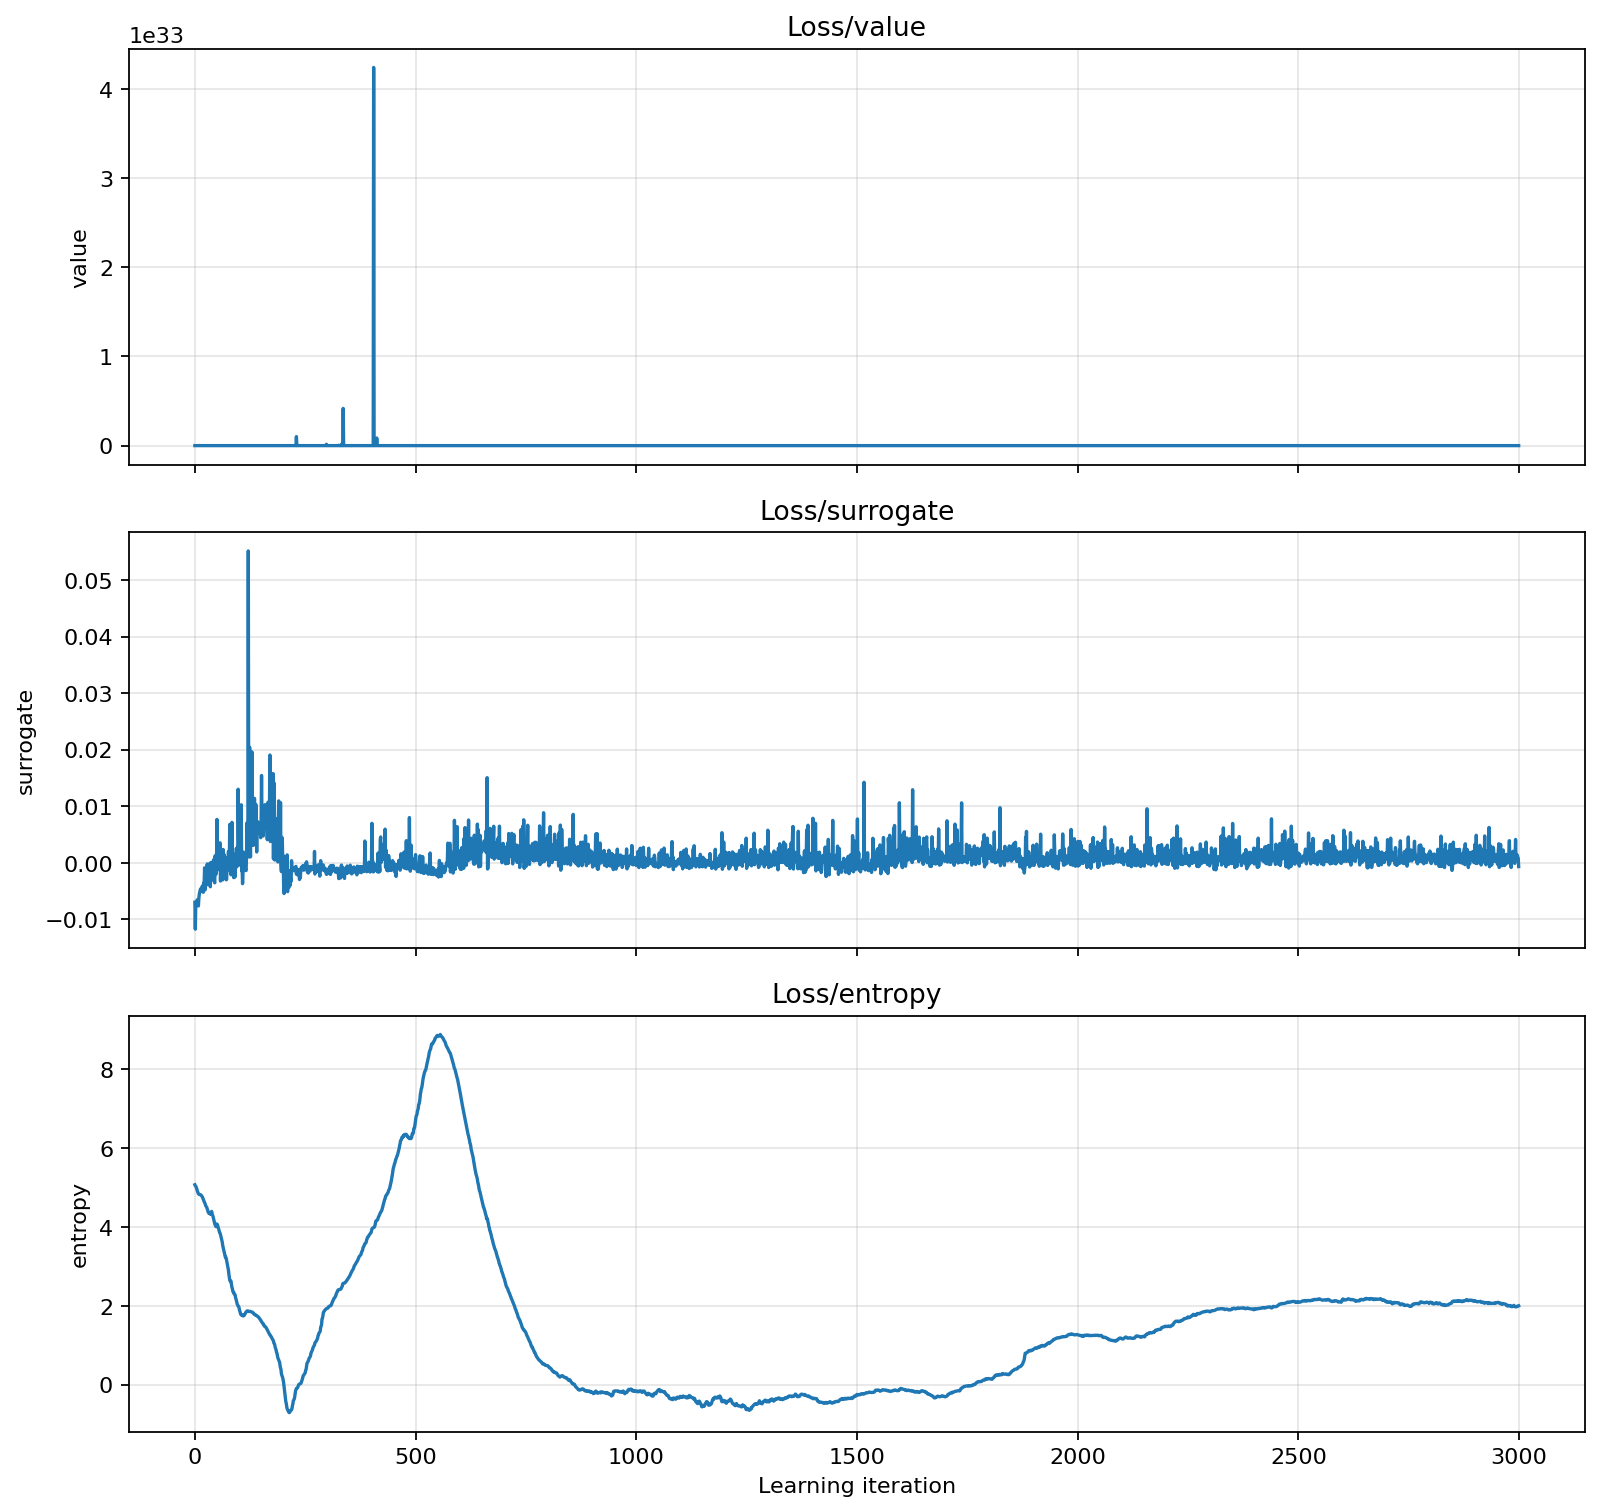 Loss/value
1e33
4
3
2
1
0
value
Loss/surrogate
0.05
0.04
0.03
0.02
0.01
0.00
−0.01
surrogate
Loss/entropy
8
6
4
2
0
entropy
0 500 1000 1500 2000 2500 3000
Learning iteration